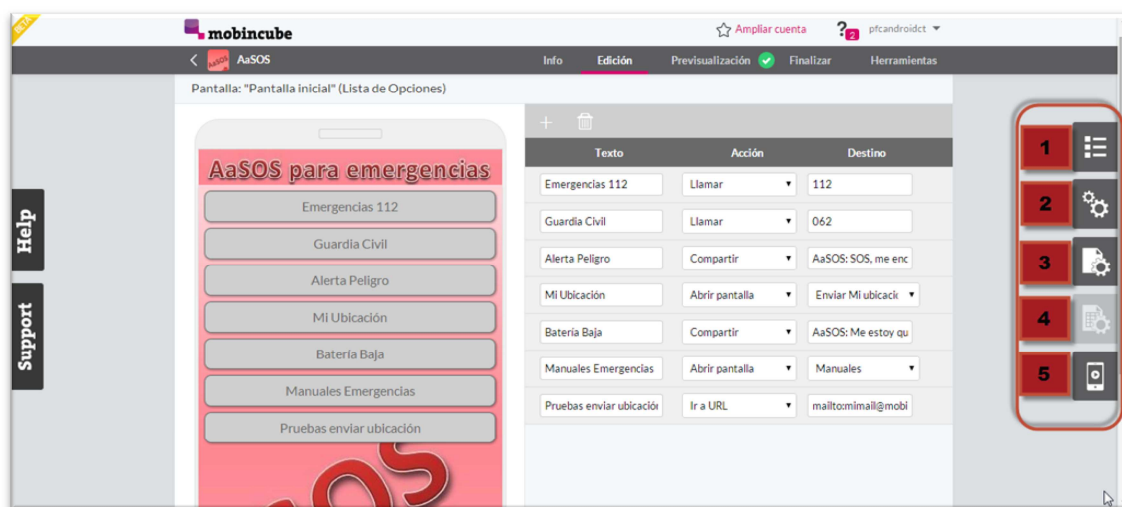 BETA
mobincube
Ampliar cuenta
? 2
pfcandroidct
AaSOS
Info Edición Previsualización Finalizar Herramientas
Pantalla: "Pantalla inicial" (Lista de Opciones)
AaSOS para emergencias
Emergencias 112
Guardia Civil
Alerta Peligro
Mi Ubicación
Batería Baja
Manuales Emergencias
Pruebas enviar ubicación
SOS
Texto Acción Destino
Emergencias 112 Llamar 112
Guardia Civil Llamar 062
Alerta Peligro Compartir AaSOS: SOS, me enc
Mi Ubicación Abrir pantalla Enviar Mi ubicació
Batería Baja Compartir AaSOS: Me estoy qu
Manuales Emergencias Abrir pantalla Manuales
Pruebas enviar ubicación Ir a URL mailto:mimail@mobi
Help
Support
1
2
3
4
5